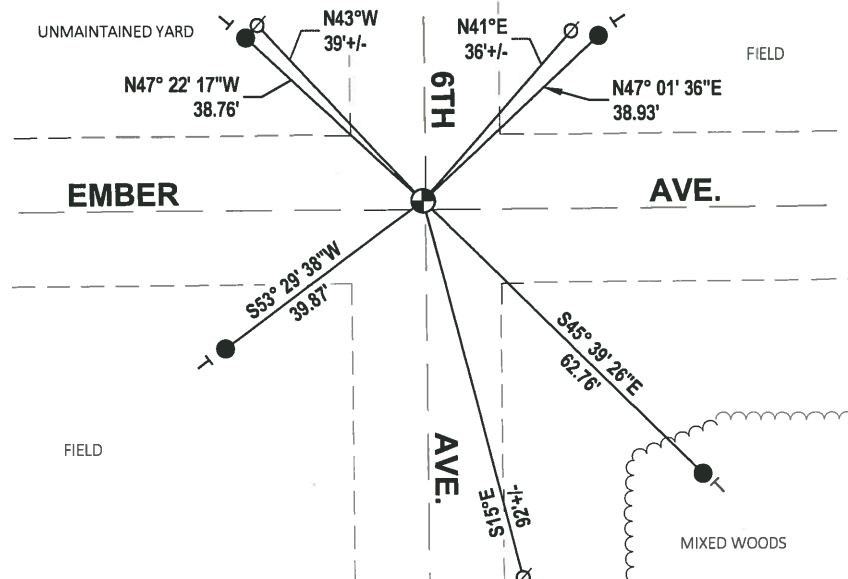 UNMAINTAINED YARD
N43°W
39'+/-
N41°E
36'+/-
FIELD
N47° 22' 17"W
38.76'
6TH
N47° 01' 36"E
38.93'
EMBER
AVE.
S53° 29' 38"W
39.87'
S45° 39' 26"E
62.76'
FIELD
AVE.
S15°E
92'+/-
MIXED WOODS